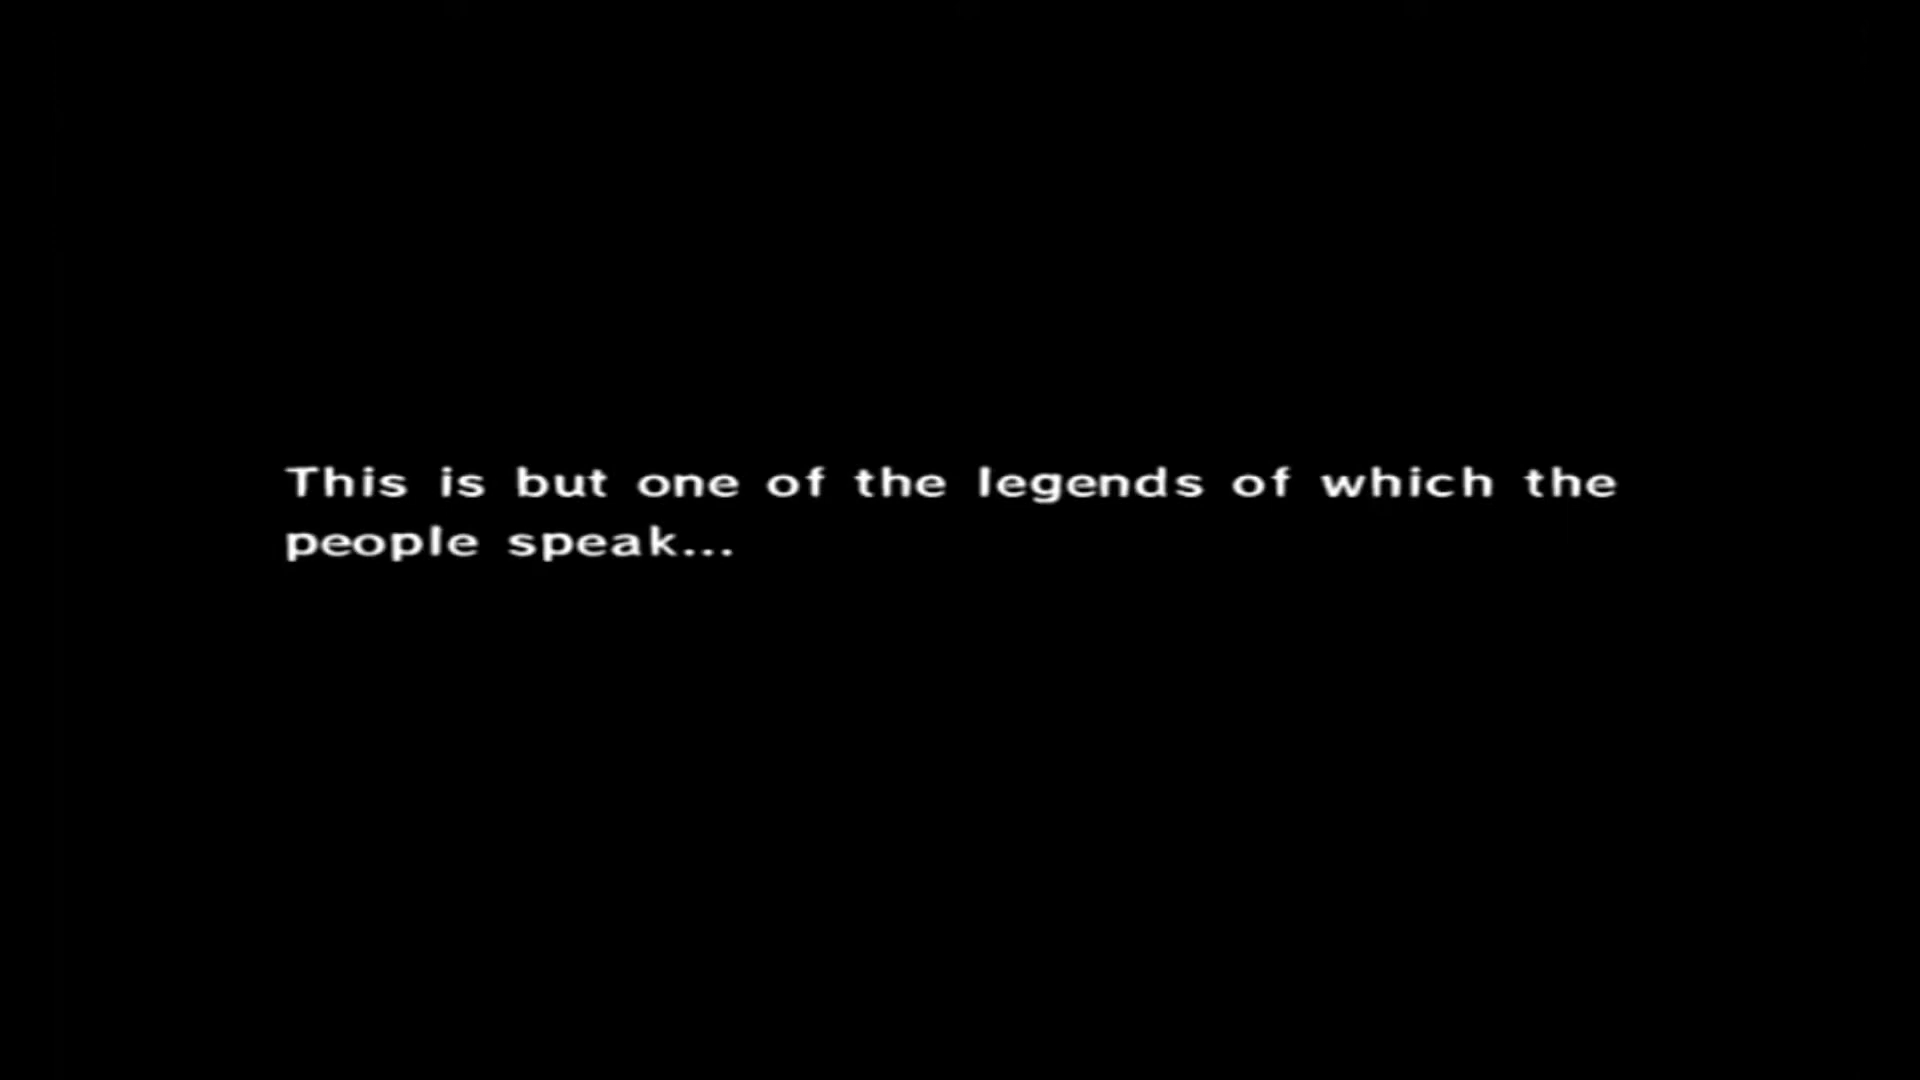 This is but one of the legends of which the
people speak...